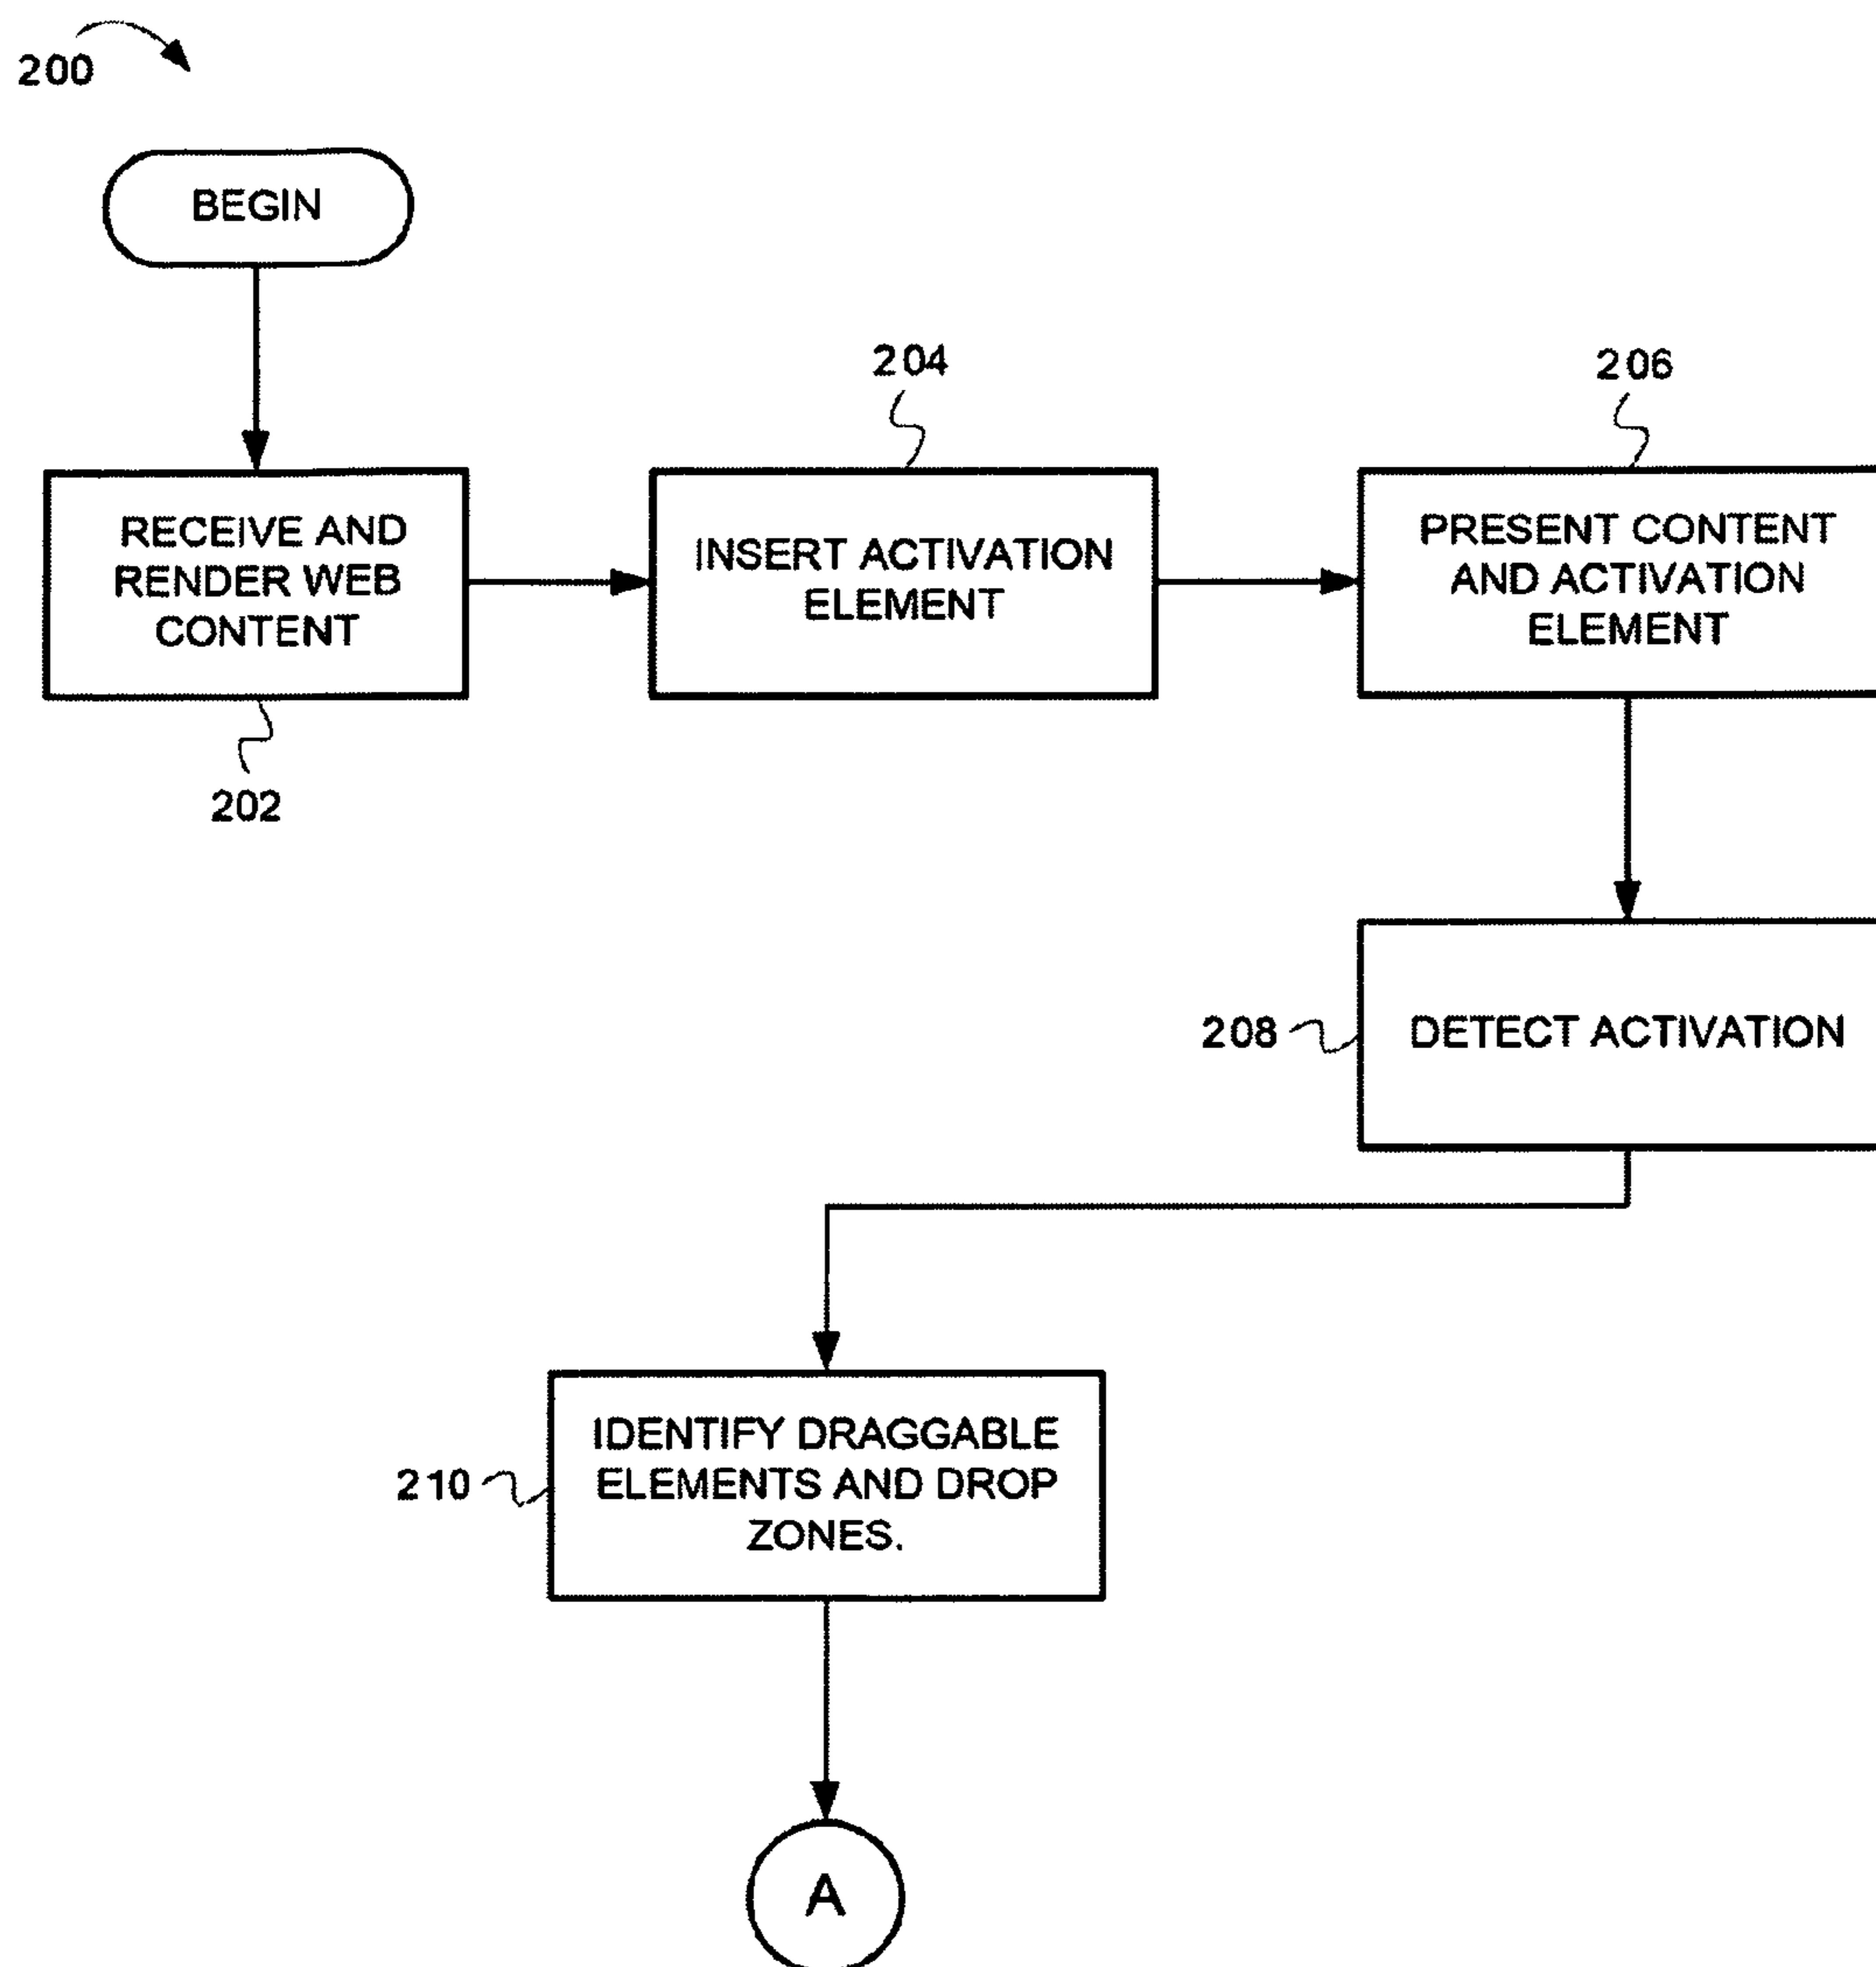 200
BEGIN
204
206
RECEIVE AND
RENDER WEB
CONTENT
INSERT ACTIVATION
ELEMENT
PRESENT CONTENT
AND ACTIVATION
ELEMENT
202
208
DETECT ACTIVATION
210
IDENTIFY DRAGGABLE
ELEMENTS AND DROP
ZONES.
A